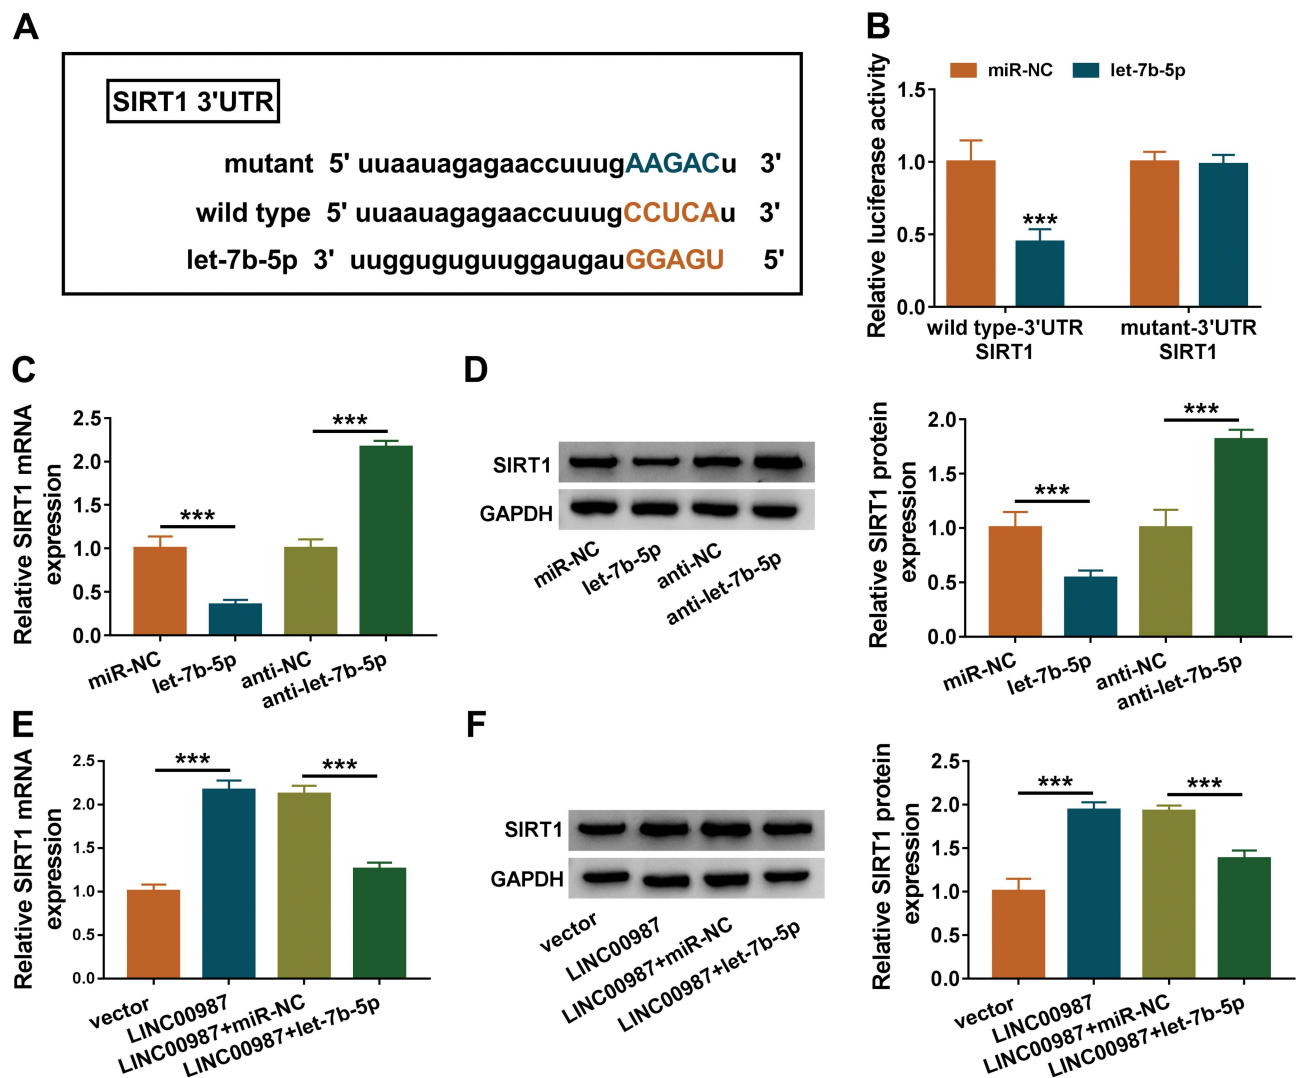 A
SIRT1 3'UTR
mutant 5' uuaauagagaaccuuugAAGACu 3'
wild type 5' uuaauagagaaccuuugCCUCAu 3'
let-7b-5p 3' uugguguguuggaugauGGAGU 5'
B
miR-NC let-7b-5p
Relative luciferase activity
1.5
1.0
0.5
0.0
***
wild type-3'UTR
SIRT1
mutant-3'UTR
SIRT1
C
Relative SIRT1 mRNA
expression
2.5
2.0
1.5
1.0
0.5
0.0
***
***
miR-NC
let-7b-5p
anti-NC
anti-let-7b-5p
D
SIRT1
GAPDH
miR-NC
let-7b-5p
anti-NC
anti-let-7b-5p
Relative SIRT1 protein
expression
2.0
1.5
1.0
0.5
0.0
***
***
miR-NC
let-7b-5p
anti-NC
anti-let-7b-5p
E
Relative SIRT1 mRNA
expression
2.5
2.0
1.5
1.0
0.5
0.0
***
***
vector
LINC00987
LINC00987+miR-NC
LINC00987+let-7b-5p
F
SIRT1
GAPDH
vector
LINC00987
LINC00987+miR-NC
LINC00987+let-7b-5p
Relative SIRT1 protein
expression
2.5
2.0
1.5
1.0
0.5
0.0
***
***
vector
LINC00987
LINC00987+miR-NC
LINC00987+let-7b-5p